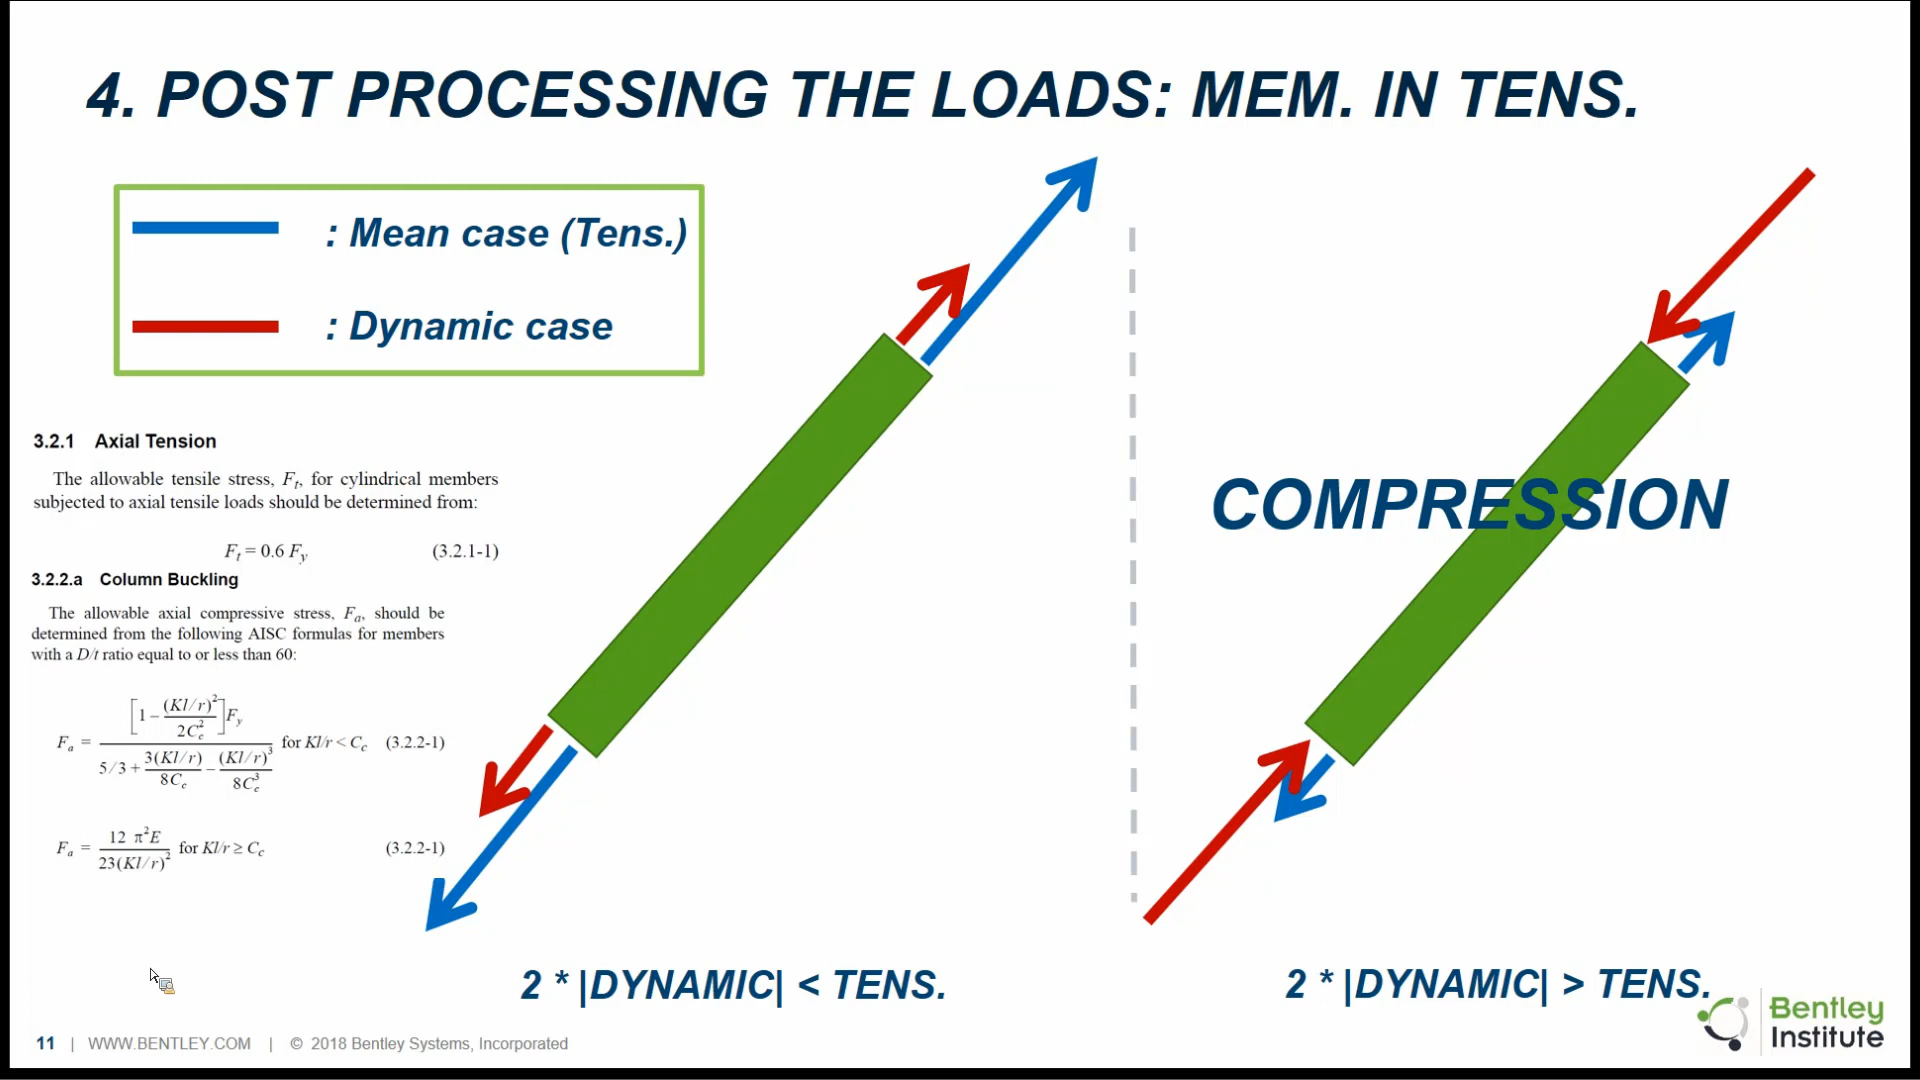 4. POST PROCESSING THE LOADS: MEM. IN TENS.
: Mean case (Tens.)
: Dynamic case
3.2.1 Axial Tension
The allowable tensile stress, Ft, for cylindrical members
subjected to axial tensile loads should be determined from:
Ft = 0.6 Fy (3.2.1-1)
3.2.2.a Column Buckling
The allowable axial compressive stress, Fa, should be
determined from the following AISC formulas for members
with a D/t ratio equal to or less than 60:
Fa = [1 – (Kl/r)²/2Cc²]Fy / (5/3 + 3(Kl/r)/8Cc – (Kl/r)³/8Cc³) for Kl/r < Cc (3.2.2-1)
Fa = 12 π²E / 23(Kl/r)² for Kl/r ≥ Cc (3.2.2-1)
COMPRESSION
2 * |DYNAMIC| < TENS.
2 * |DYNAMIC| > TENS.
11 | WWW.BENTLEY.COM | © 2018 Bentley Systems, Incorporated
Bentley
Institute